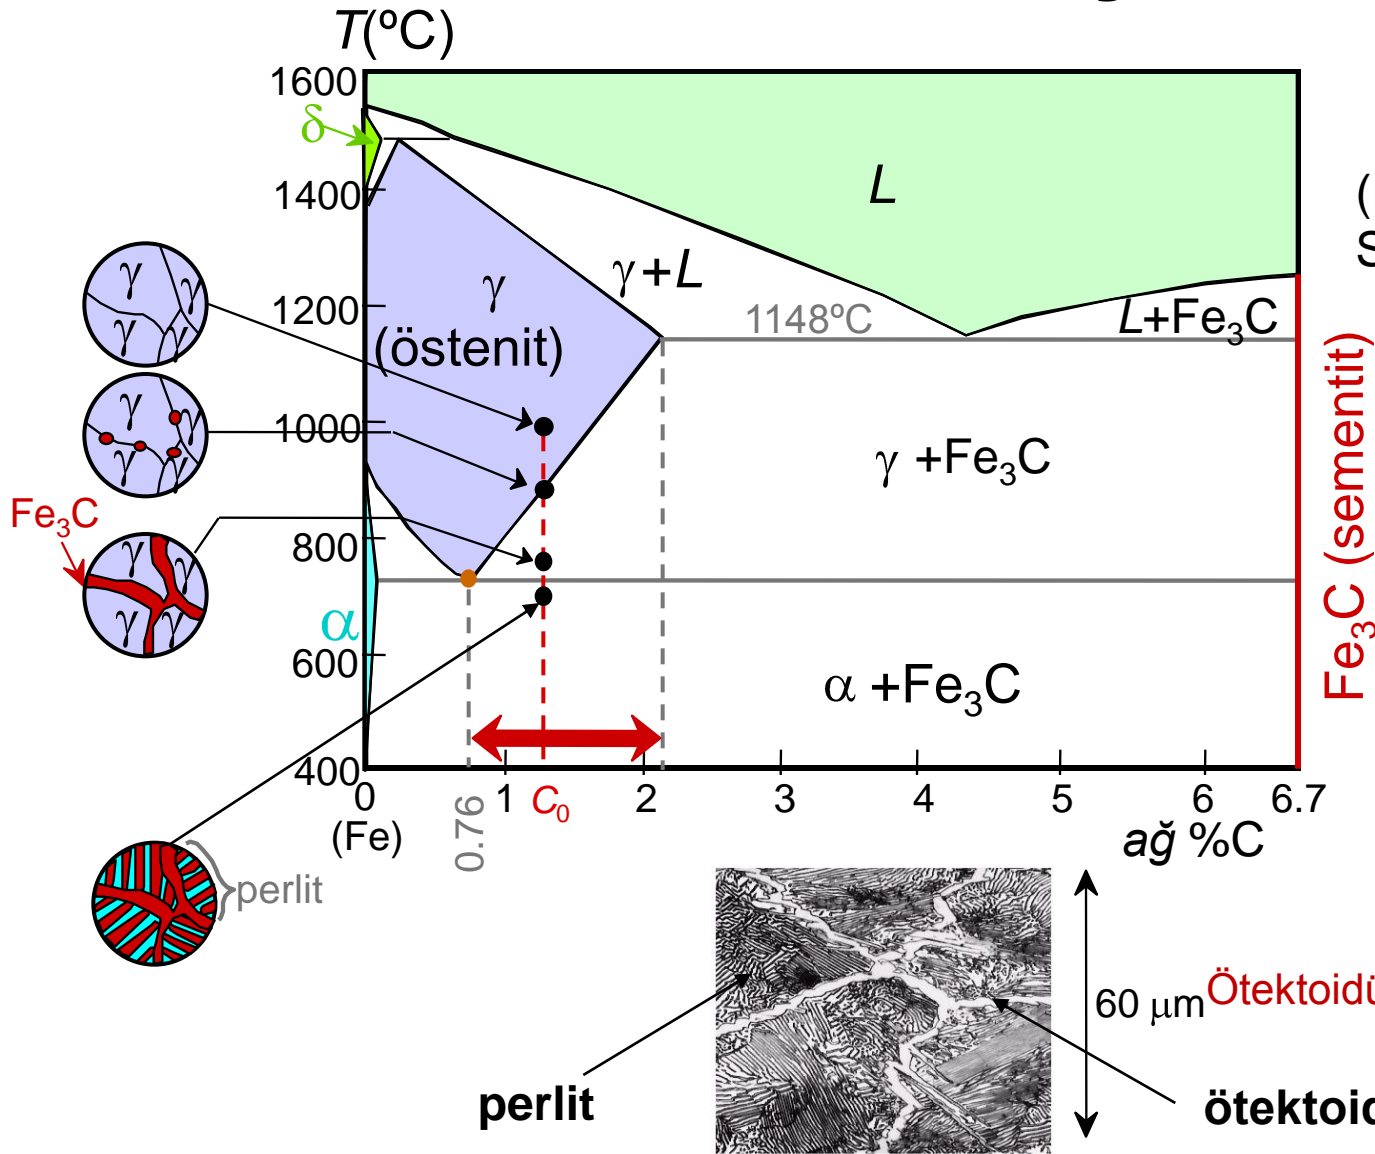 T(ºC)
1600
δ
1400
L
(
S
γ
γ
γ
γ
(östenit)
γ+L
1200
1148ºC
L+Fe₃C
γ
γ
γ
1000
γ +Fe₃C
Fe₃C
γ
γ
γ
γ
800
Fe₃C (sementit)
α
600
α +Fe₃C
400
0
1
C₀
2
3
4
5
6
6.7
(Fe)
0.76
ağ %C
perlit
60 μm
perlit